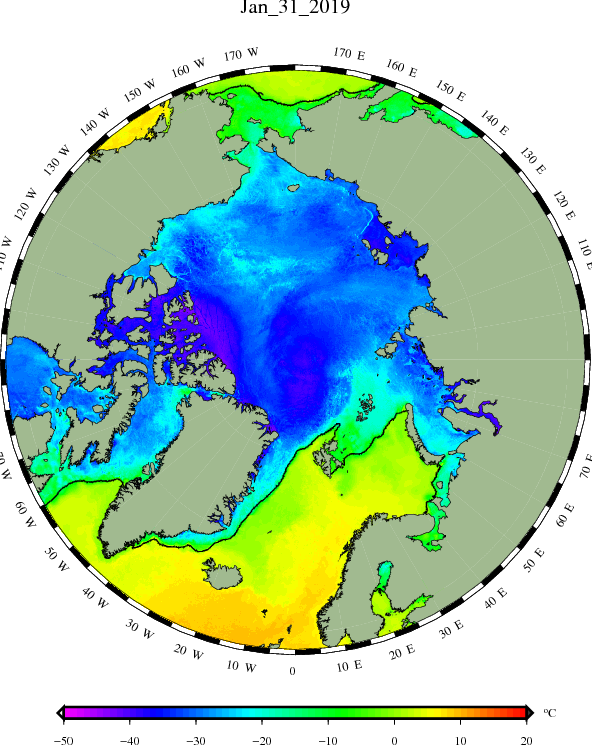 Jan_31_2019
170 W
170 E
160 W
160 E
150 W
150 E
140 W
140 E
130 W
130 E
120 W
120 E
110 E
W
70 E
0 W
60 W
60 E
50 W
50 E
40 W
40 E
30 W
30 E
20 W
20 E
10 W
0
10 E
°C
−50 −40 −30 −20 −10 0 10 20